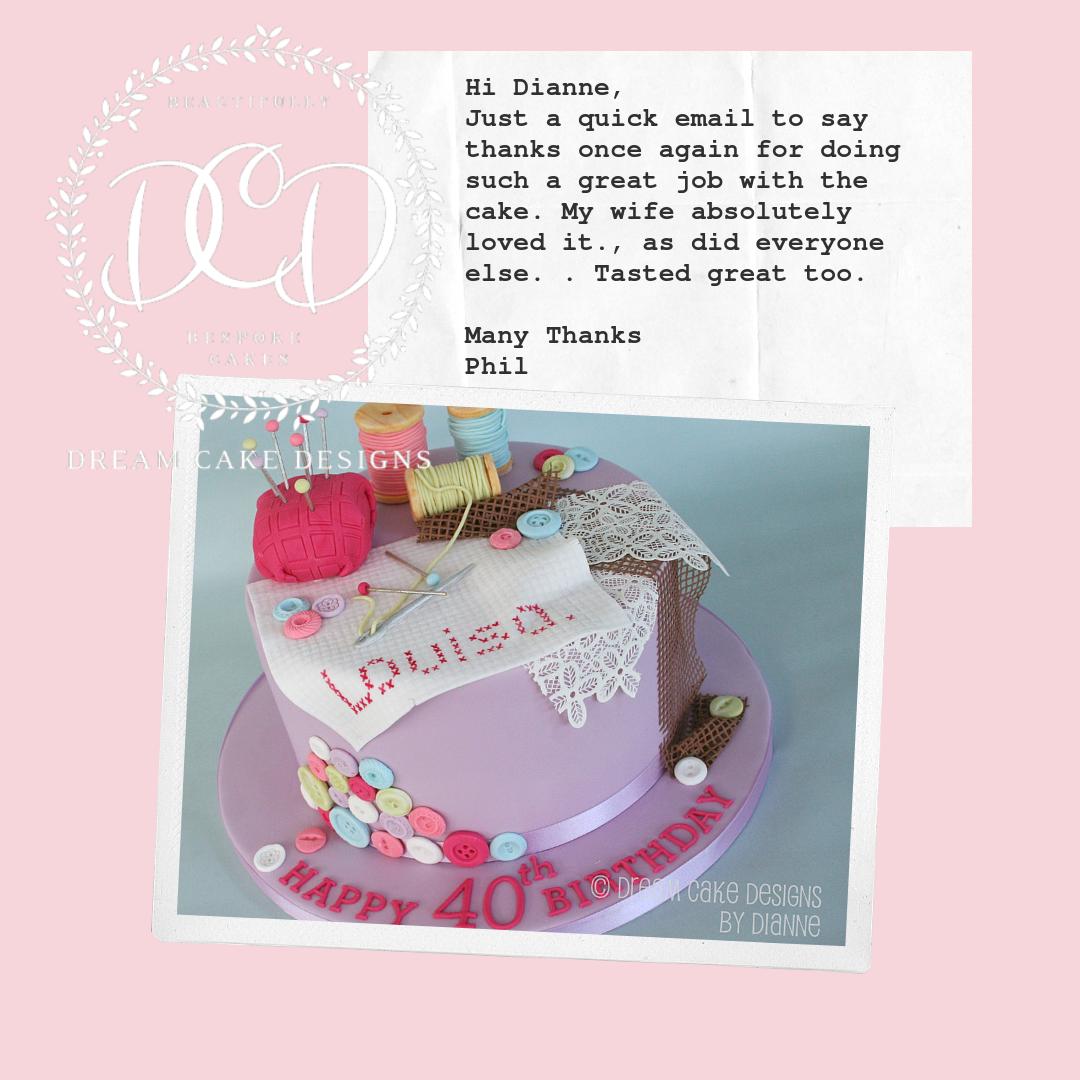 BEAUTIFULLY
DCD
BESPOKE
CAKES
DREAM CAKE DESIGNS
Hi Dianne,
Just a quick email to say
thanks once again for doing
such a great job with the
cake. My wife absolutely
loved it., as did everyone
else. . Tasted great too.
Many Thanks
Phil
Louisa.
HAPPY 40th BIRTHDAY
© Dream Cake Designs
by Dianne